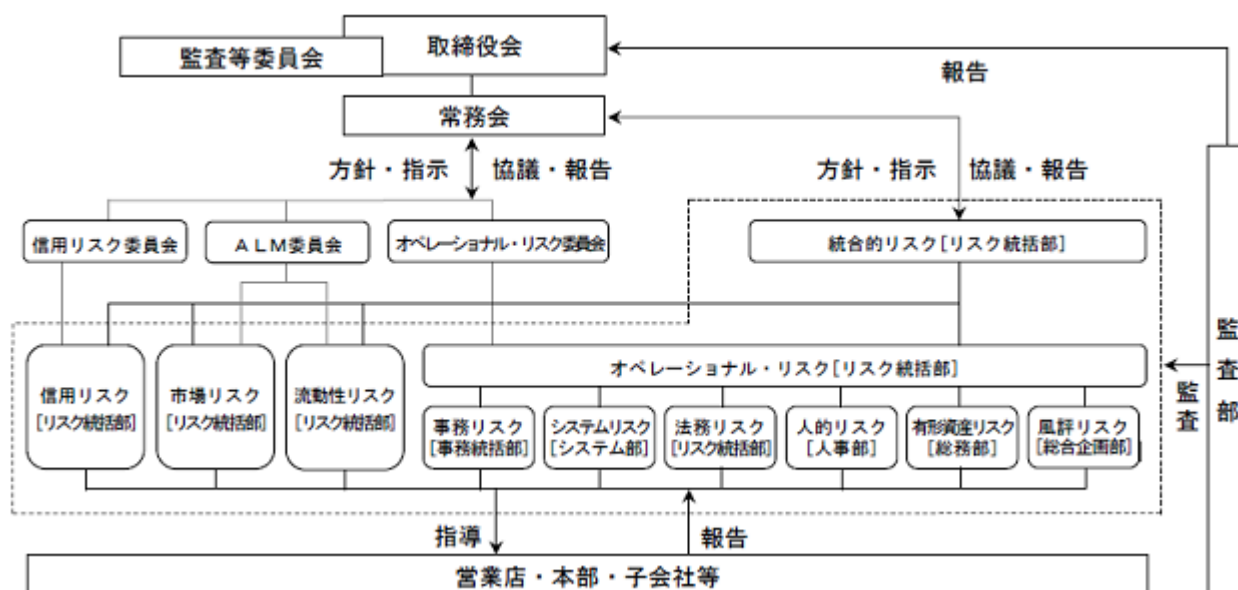 取締役会
監査等委員会
報告
常務会
方針・指示
協議・報告
方針・指示
協議・報告
信用リスク委員会
ALM委員会
オペレーショナル・リスク委員会
統合的リスク[リスク統括部]
監査部
監査
オペレーショナル・リスク[リスク統括部]
信用リスク
[リスク統括部]
市場リスク
[リスク統括部]
流動性リスク
[リスク統括部]
事務リスク
[事務統括部]
システムリスク
[システム部]
法務リスク
[リスク統括部]
人的リスク
[人事部]
有形資産リスク
[総務部]
風評リスク
[総合企画部]
指導
報告
営業店・本部・子会社等